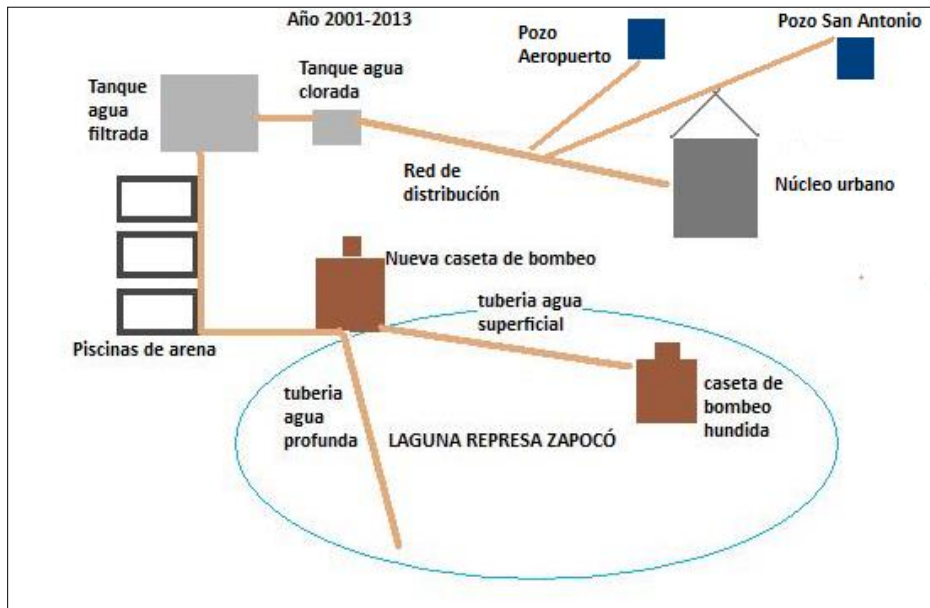 Año 2001-2013
Pozo San Antonio
Pozo
Aeropuerto
Tanque agua
clorada
Tanque
agua
filtrada
Red de
distribución
Núcleo urbano
Nueva caseta de bombeo
tuberia agua
superficial
Piscinas de arena
tuberia
agua
profunda
caseta de
bombeo
hundida
LAGUNA REPRESA ZAPOCÓ